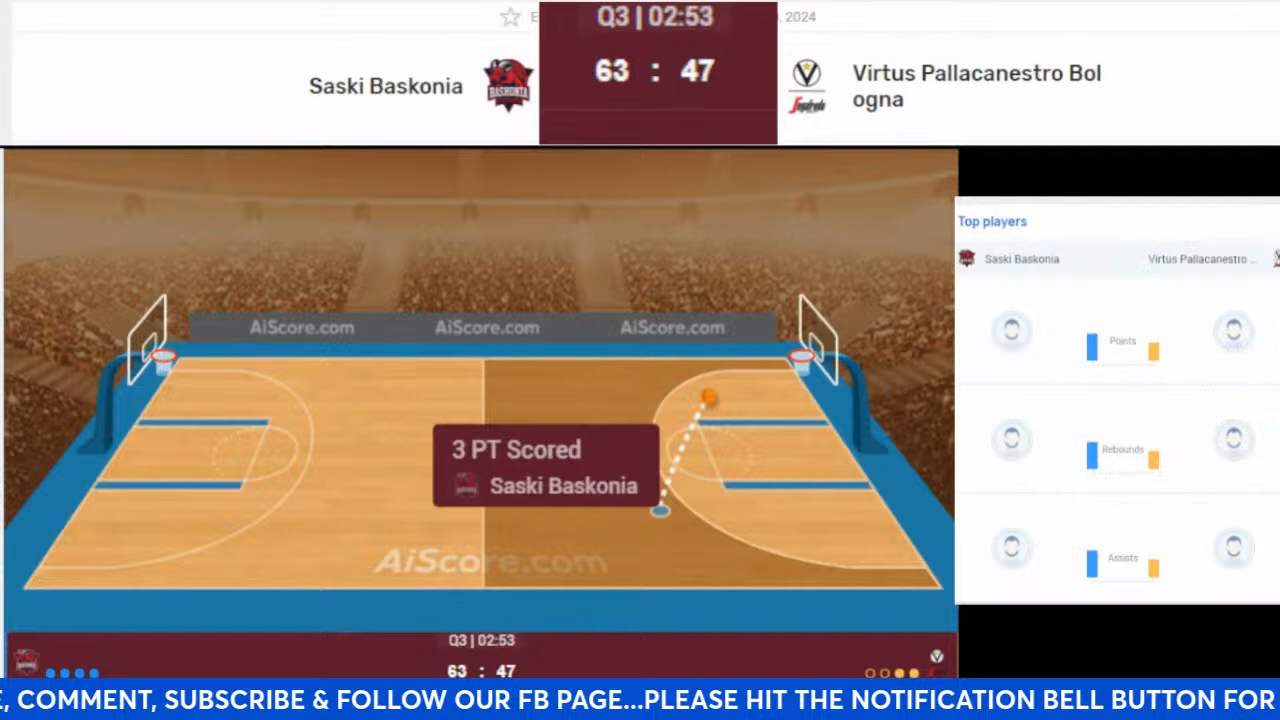 E
, 2024
Q3 | 02:53
63 : 47
Saski Baskonia
BASKONIA
Virtus Pallacanestro Bol
ogna
Segafredo
Top players
Saski Baskonia
Virtus Pallacanestro ...
AiScore.com
AiScore.com
AiScore.com
Points
3 PT Scored
Saski Baskonia
Rebounds
AiScore.com
Assists
Q3 | 02:53
63 : 47
E, COMMENT, SUBSCRIBE & FOLLOW OUR FB PAGE...PLEASE HIT THE NOTIFICATION BELL BUTTON FOR